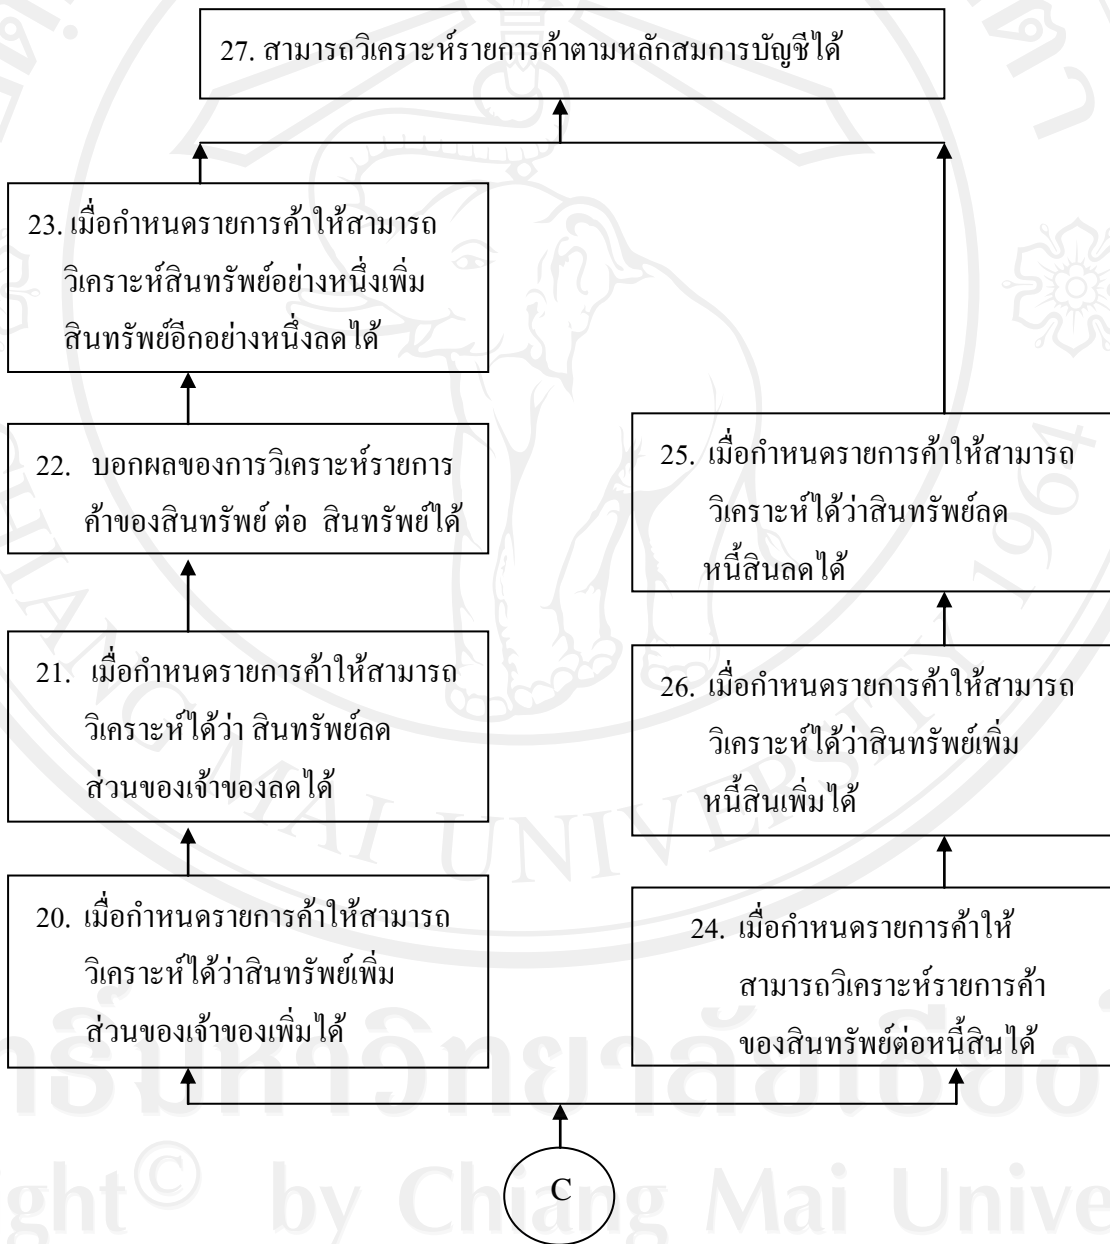 27. สามารถวิเคราะห์รายการค้าตามหลักสมการบัญชีได้
23. เมื่อกำหนดรายการค้าให้สามารถ
วิเคราะห์สินทรัพย์อย่างหนึ่งเพิ่ม
สินทรัพย์อีกอย่างหนึ่งลดได้
22. บอกผลของการวิเคราะห์รายการ
ค้าของสินทรัพย์ ต่อ สินทรัพย์ได้
25. เมื่อกำหนดรายการค้าให้สามารถ
วิเคราะห์ได้ว่าสินทรัพย์ลด
หนี้สินลดได้
21. เมื่อกำหนดรายการค้าให้สามารถ
วิเคราะห์ได้ว่า สินทรัพย์ลด
ส่วนของเจ้าของลดได้
26. เมื่อกำหนดรายการค้าให้สามารถ
วิเคราะห์ได้ว่าสินทรัพย์เพิ่ม
หนี้สินเพิ่มได้
20. เมื่อกำหนดรายการค้าให้สามารถ
วิเคราะห์ได้ว่าสินทรัพย์เพิ่ม
ส่วนของเจ้าของเพิ่มได้
24. เมื่อกำหนดรายการค้าให้
สามารถวิเคราะห์รายการค้า
ของสินทรัพย์ต่อหนี้สินได้
C
MAI UNIVERSITY 1964
by Chiang Mai